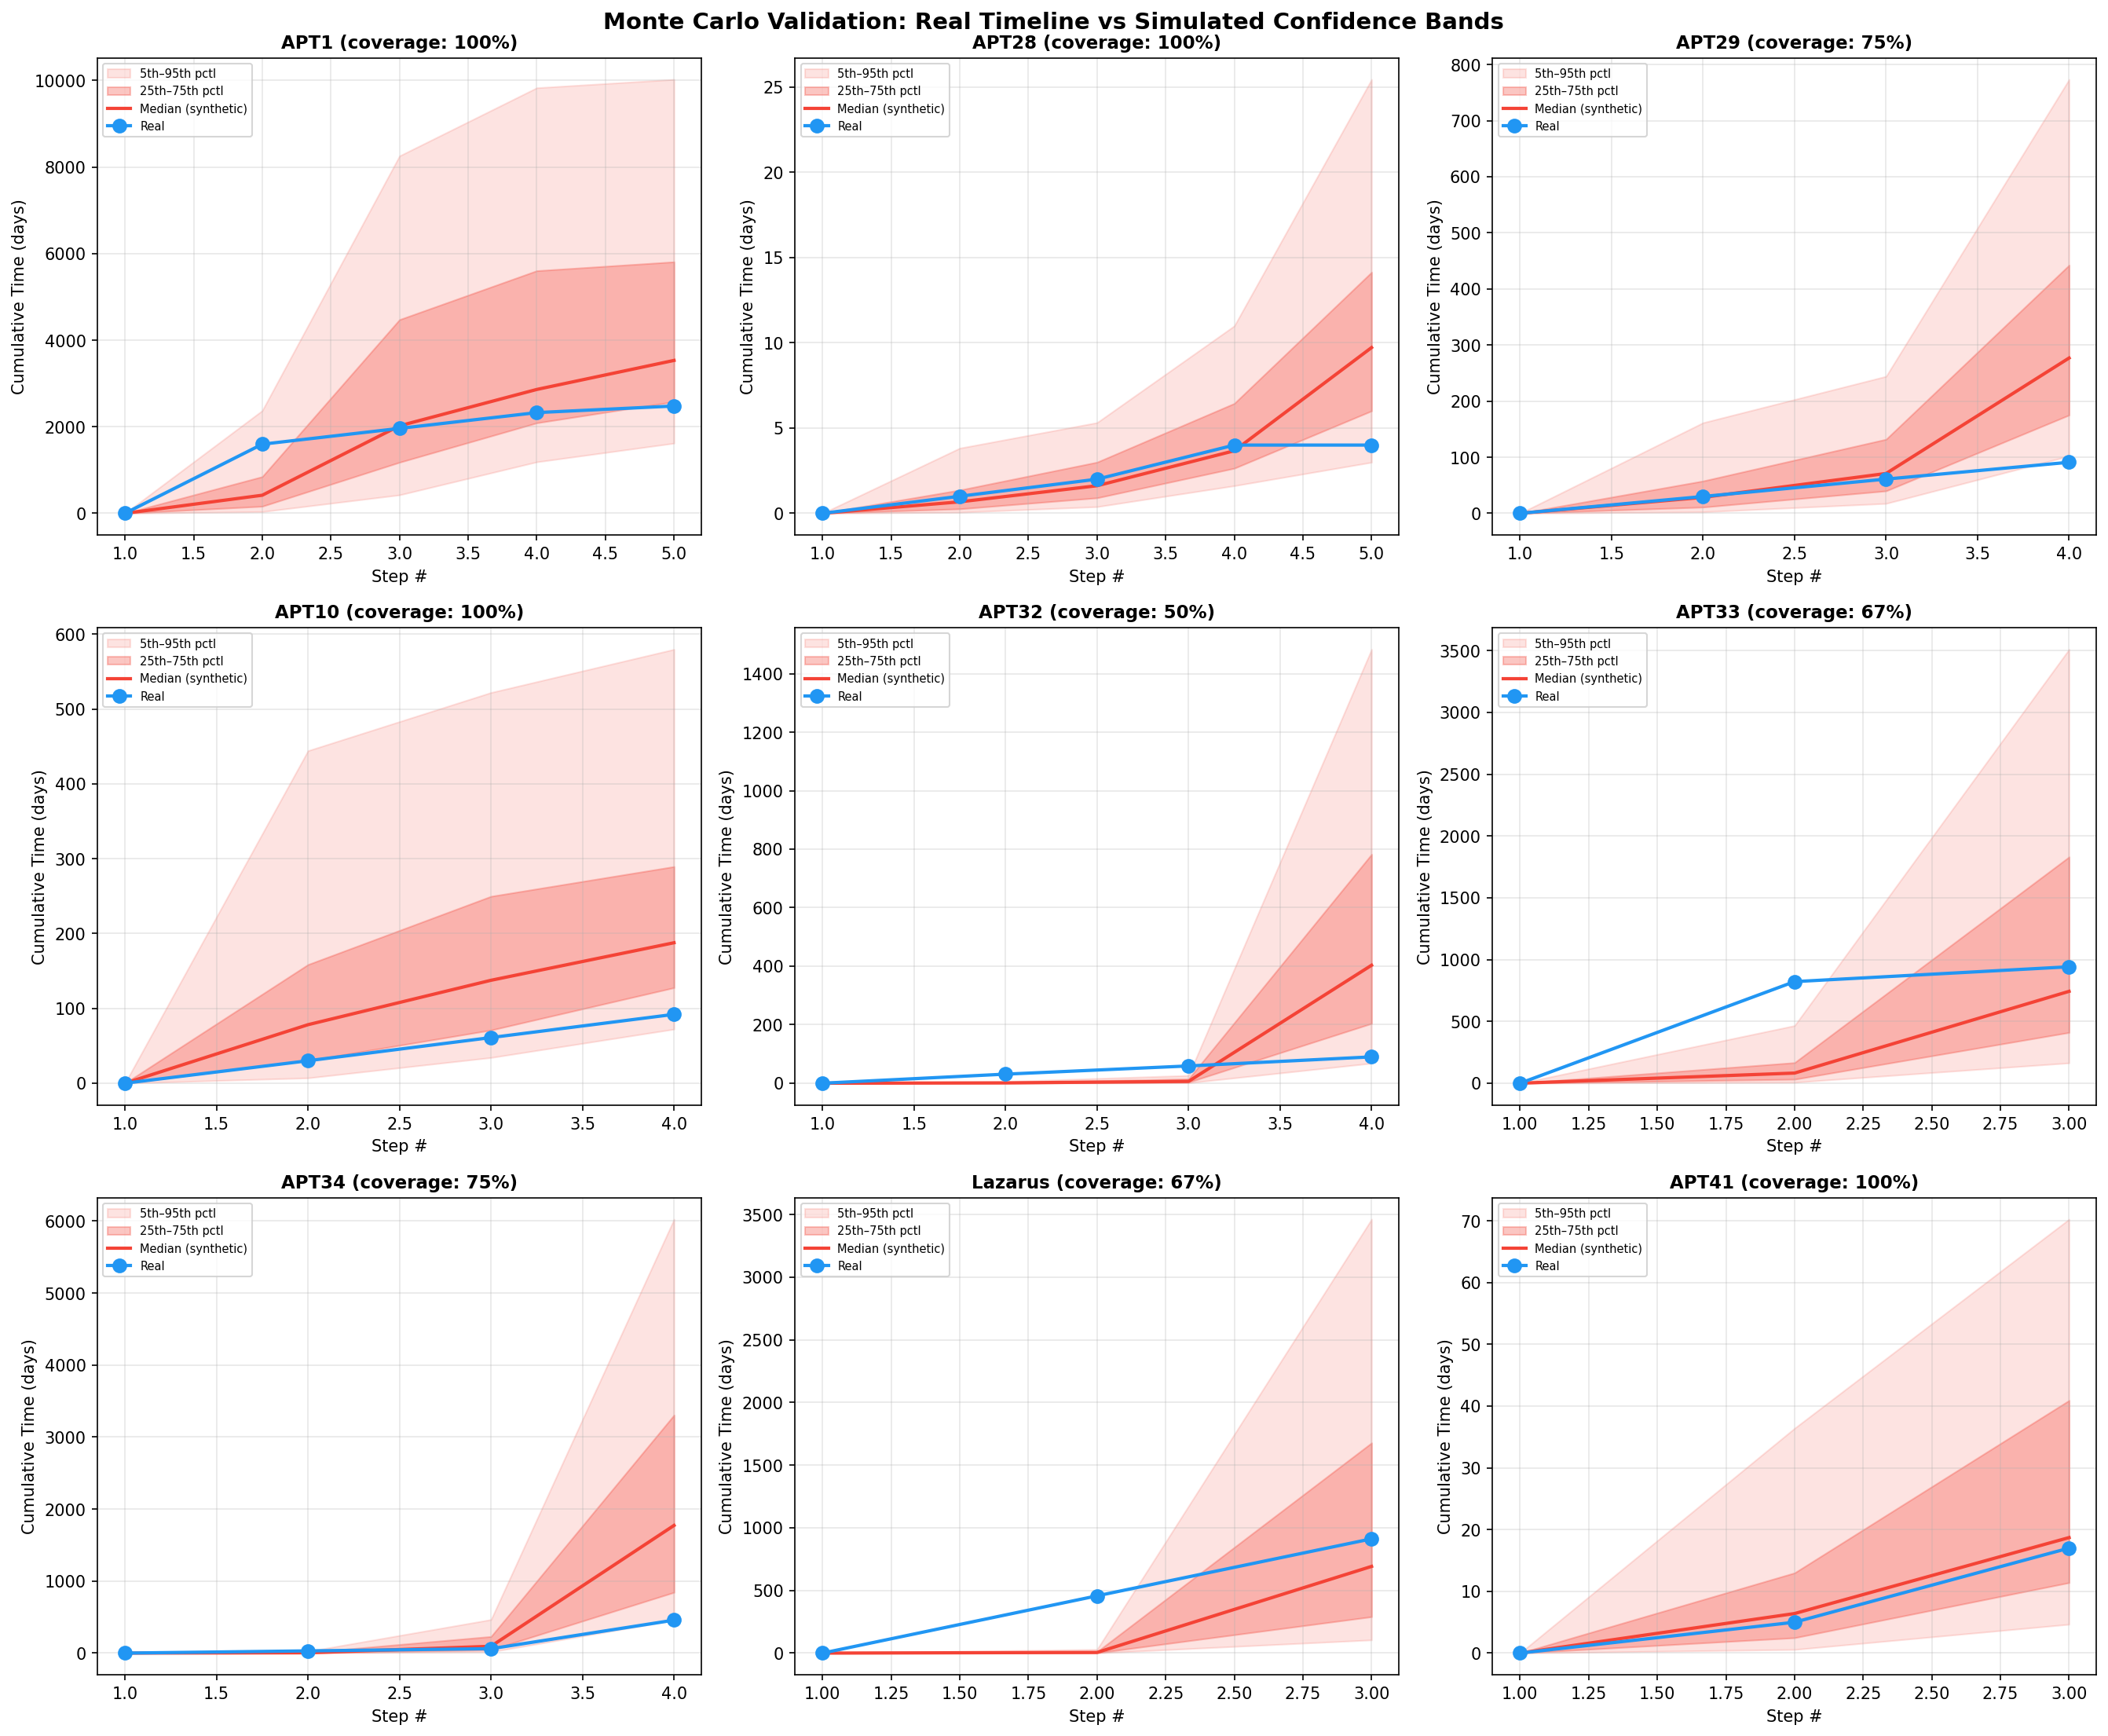 Monte Carlo Validation: Real Timeline vs Simulated Confidence Bands
APT1 (coverage: 100%)
5th–95th pctl
25th–75th pctl
Median (synthetic)
Real
10000
8000
6000
4000
2000
0
Cumulative Time (days)
1.0 1.5 2.0 2.5 3.0 3.5 4.0 4.5 5.0
Step #
APT28 (coverage: 100%)
5th–95th pctl
25th–75th pctl
Median (synthetic)
Real
25
20
15
10
5
0
Cumulative Time (days)
1.0 1.5 2.0 2.5 3.0 3.5 4.0 4.5 5.0
Step #
APT29 (coverage: 75%)
5th–95th pctl
25th–75th pctl
Median (synthetic)
Real
800
700
600
500
400
300
200
100
0
Cumulative Time (days)
1.0 1.5 2.0 2.5 3.0 3.5 4.0
Step #
APT10 (coverage: 100%)
5th–95th pctl
25th–75th pctl
Median (synthetic)
Real
600
500
400
300
200
100
0
Cumulative Time (days)
1.0 1.5 2.0 2.5 3.0 3.5 4.0
Step #
APT32 (coverage: 50%)
5th–95th pctl
25th–75th pctl
Median (synthetic)
Real
1400
1200
1000
800
600
400
200
0
Cumulative Time (days)
1.0 1.5 2.0 2.5 3.0 3.5 4.0
Step #
APT33 (coverage: 67%)
5th–95th pctl
25th–75th pctl
Median (synthetic)
Real
3500
3000
2500
2000
1500
1000
500
0
Cumulative Time (days)
1.00 1.25 1.50 1.75 2.00 2.25 2.50 2.75 3.00
Step #
APT34 (coverage: 75%)
5th–95th pctl
25th–75th pctl
Median (synthetic)
Real
6000
5000
4000
3000
2000
1000
0
Cumulative Time (days)
1.0 1.5 2.0 2.5 3.0 3.5 4.0
Step #
Lazarus (coverage: 67%)
5th–95th pctl
25th–75th pctl
Median (synthetic)
Real
3500
3000
2500
2000
1500
1000
500
0
Cumulative Time (days)
1.00 1.25 1.50 1.75 2.00 2.25 2.50 2.75 3.00
Step #
APT41 (coverage: 100%)
5th–95th pctl
25th–75th pctl
Median (synthetic)
Real
70
60
50
40
30
20
10
0
Cumulative Time (days)
1.00 1.25 1.50 1.75 2.00 2.25 2.50 2.75 3.00
Step #